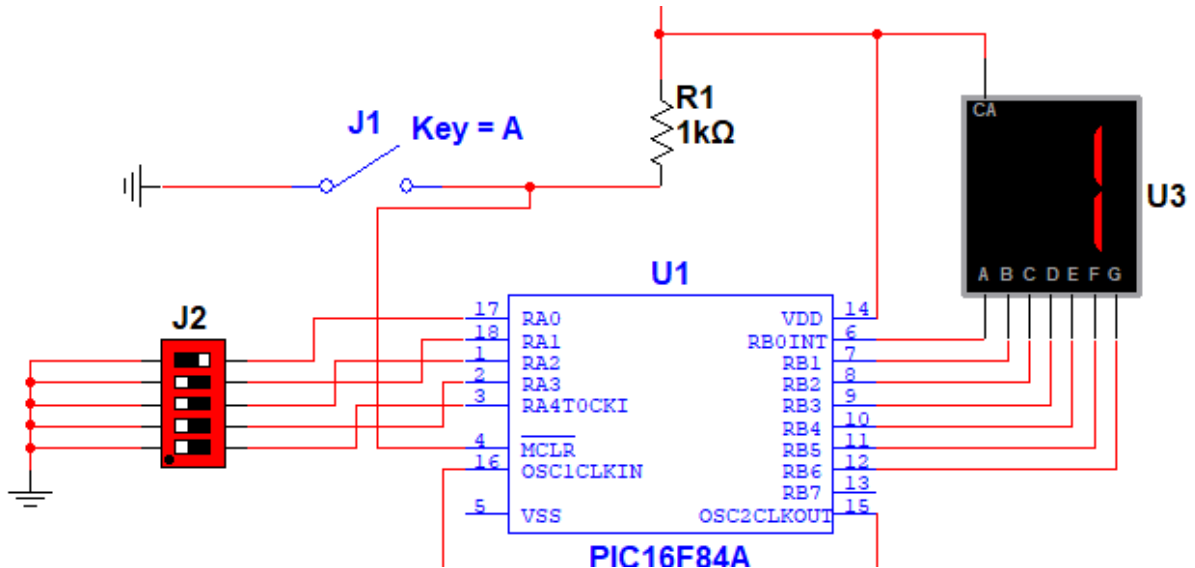 R1
1kΩ
J1 Key = A
CA
U3
A B C D E F G
U1
J2
17 RA0 VDD 14
18 RA1 RB0INT 6
1 RA2 RB1 7
2 RA3 RB2 8
3 RA4T0CKI RB3 9
RB4 10
4 MCLR RB5 11
16 OSC1CLKIN RB6 12
RB7 13
5 VSS OSC2CLKOUT 15
PIC16F84A